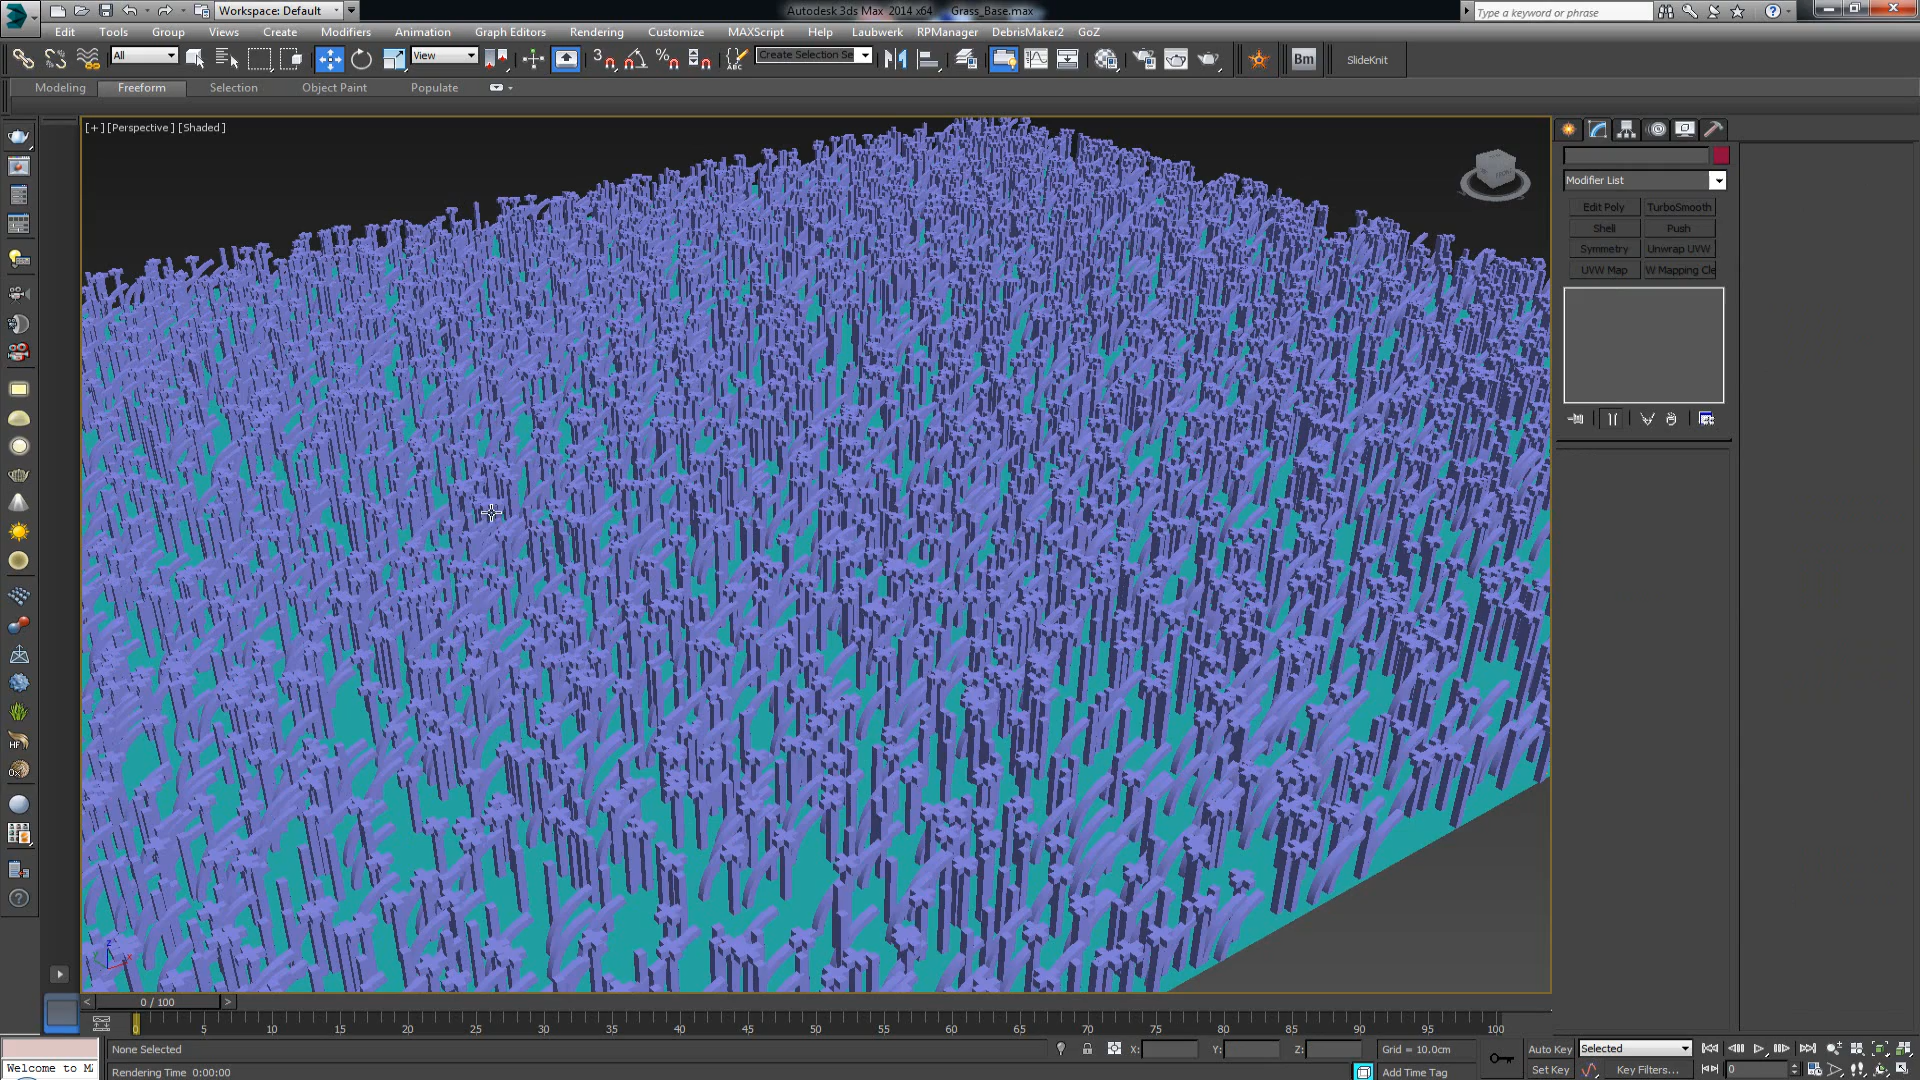 Workspace: Default
Autodesk 3ds Max 2014 x64 Grass_Base.max
Type a keyword or phrase
Edit Tools Group Views Create Modifiers Animation Graph Editors Rendering Customize MAXScript Help Laubwerk RPManager DebrisMaker2 GoZ
All
View
3
Create Selection Se
ABC
Bm
SlideKnit
Modeling Freeform Selection Object Paint Populate
[+] [Perspective] [Shaded]
Modifier List
Edit Poly TurboSmooth
Shell Push
Symmetry Unwrap UVW
UVW Map W Mapping Cle
HF
z
x
< 0 / 100 >
0 5 10 15 20 25 30 35 40 45 50 55 60 65 70 75 80 85 90 95 100
None Selected
X: Y: Z: Grid = 10.0cm
Auto Key Selected
Welcome to MA
Rendering Time 0:00:00
Add Time Tag
Set Key Key Filters... 0